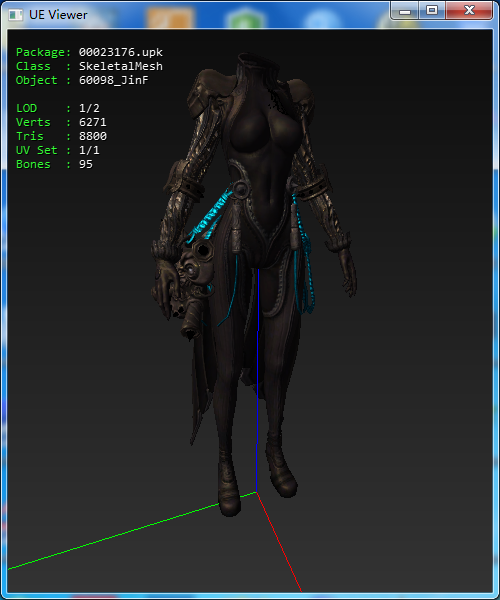 UE Viewer
Package: 00023176.upk
Class  : SkeletalMesh
Object : 60098_JinF
LOD    : 1/2
Verts  : 6271
Tris   : 8800
UV Set : 1/1
Bones  : 95